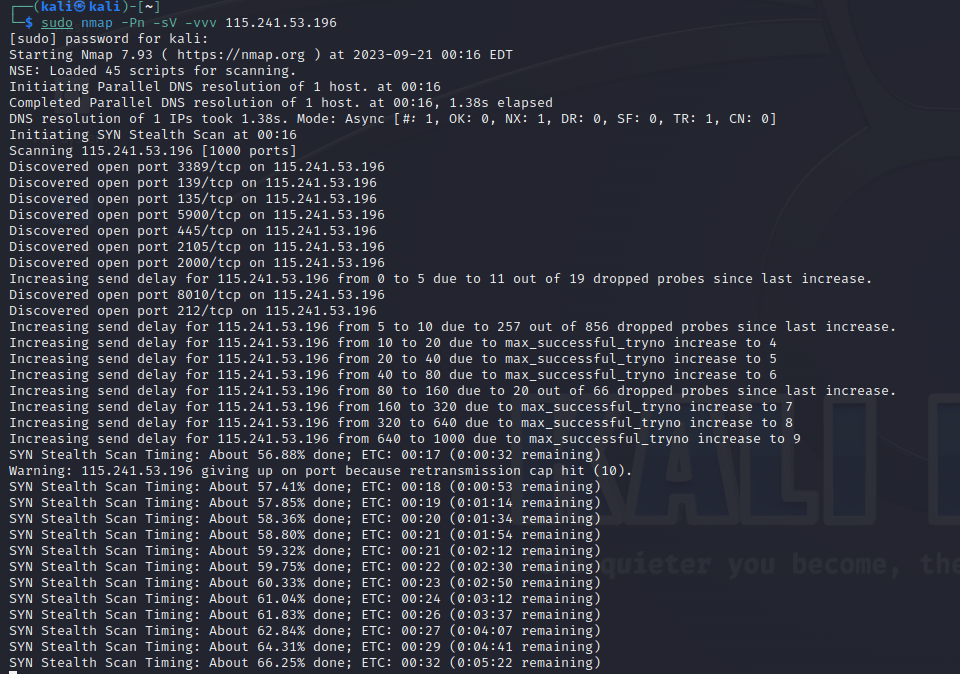 ┌──(kali㉿kali)-[~]
└─$ sudo nmap -Pn -sV -vvv 115.241.53.196
[sudo] password for kali:
Starting Nmap 7.93 ( https://nmap.org ) at 2023-09-21 00:16 EDT
NSE: Loaded 45 scripts for scanning.
Initiating Parallel DNS resolution of 1 host. at 00:16
Completed Parallel DNS resolution of 1 host. at 00:16, 1.38s elapsed
DNS resolution of 1 IPs took 1.38s. Mode: Async [#: 1, OK: 0, NX: 1, DR: 0, SF: 0, TR: 1, CN: 0]
Initiating SYN Stealth Scan at 00:16
Scanning 115.241.53.196 [1000 ports]
Discovered open port 3389/tcp on 115.241.53.196
Discovered open port 139/tcp on 115.241.53.196
Discovered open port 135/tcp on 115.241.53.196
Discovered open port 5900/tcp on 115.241.53.196
Discovered open port 445/tcp on 115.241.53.196
Discovered open port 2105/tcp on 115.241.53.196
Discovered open port 2000/tcp on 115.241.53.196
Increasing send delay for 115.241.53.196 from 0 to 5 due to 11 out of 19 dropped probes since last increase.
Discovered open port 8010/tcp on 115.241.53.196
Discovered open port 212/tcp on 115.241.53.196
Increasing send delay for 115.241.53.196 from 5 to 10 due to 257 out of 856 dropped probes since last increase.
Increasing send delay for 115.241.53.196 from 10 to 20 due to max_successful_tryno increase to 4
Increasing send delay for 115.241.53.196 from 20 to 40 due to max_successful_tryno increase to 5
Increasing send delay for 115.241.53.196 from 40 to 80 due to max_successful_tryno increase to 6
Increasing send delay for 115.241.53.196 from 80 to 160 due to 20 out of 66 dropped probes since last increase.
Increasing send delay for 115.241.53.196 from 160 to 320 due to max_successful_tryno increase to 7
Increasing send delay for 115.241.53.196 from 320 to 640 due to max_successful_tryno increase to 8
Increasing send delay for 115.241.53.196 from 640 to 1000 due to max_successful_tryno increase to 9
SYN Stealth Scan Timing: About 56.88% done; ETC: 00:17 (0:00:32 remaining)
Warning: 115.241.53.196 giving up on port because retransmission cap hit (10).
SYN Stealth Scan Timing: About 57.41% done; ETC: 00:18 (0:00:53 remaining)
SYN Stealth Scan Timing: About 57.85% done; ETC: 00:19 (0:01:14 remaining)
SYN Stealth Scan Timing: About 58.36% done; ETC: 00:20 (0:01:34 remaining)
SYN Stealth Scan Timing: About 58.80% done; ETC: 00:21 (0:01:54 remaining)
SYN Stealth Scan Timing: About 59.32% done; ETC: 00:21 (0:02:12 remaining)
SYN Stealth Scan Timing: About 59.75% done; ETC: 00:22 (0:02:30 remaining)
SYN Stealth Scan Timing: About 60.33% done; ETC: 00:23 (0:02:50 remaining)
SYN Stealth Scan Timing: About 61.04% done; ETC: 00:24 (0:03:12 remaining)
SYN Stealth Scan Timing: About 61.83% done; ETC: 00:26 (0:03:37 remaining)
SYN Stealth Scan Timing: About 62.84% done; ETC: 00:27 (0:04:07 remaining)
SYN Stealth Scan Timing: About 64.31% done; ETC: 00:29 (0:04:41 remaining)
SYN Stealth Scan Timing: About 66.25% done; ETC: 00:32 (0:05:22 remaining)
KALI
quieter you become, the